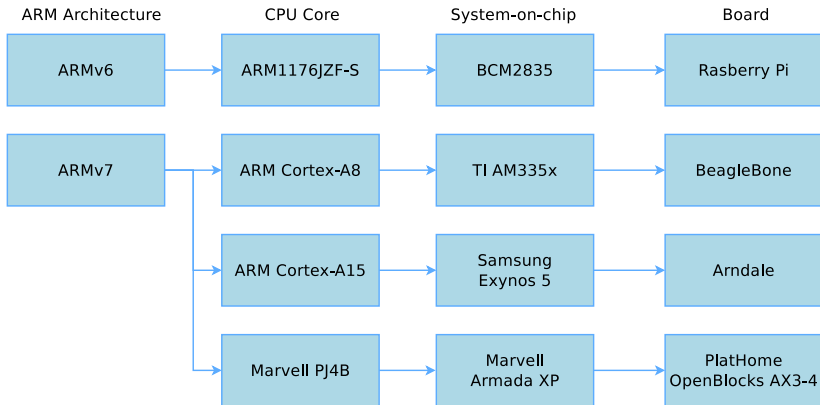 ARM Architecture
CPU Core
System-on-chip
Board
ARMv6
ARM1176JZF-S
BCM2835
Rasberry Pi
ARMv7
ARM Cortex-A8
TI AM335x
BeagleBone
ARM Cortex-A15
Samsung
Exynos 5
Arndale
Marvell PJ4B
Marvell
Armada XP
PlatHome
OpenBlocks AX3-4